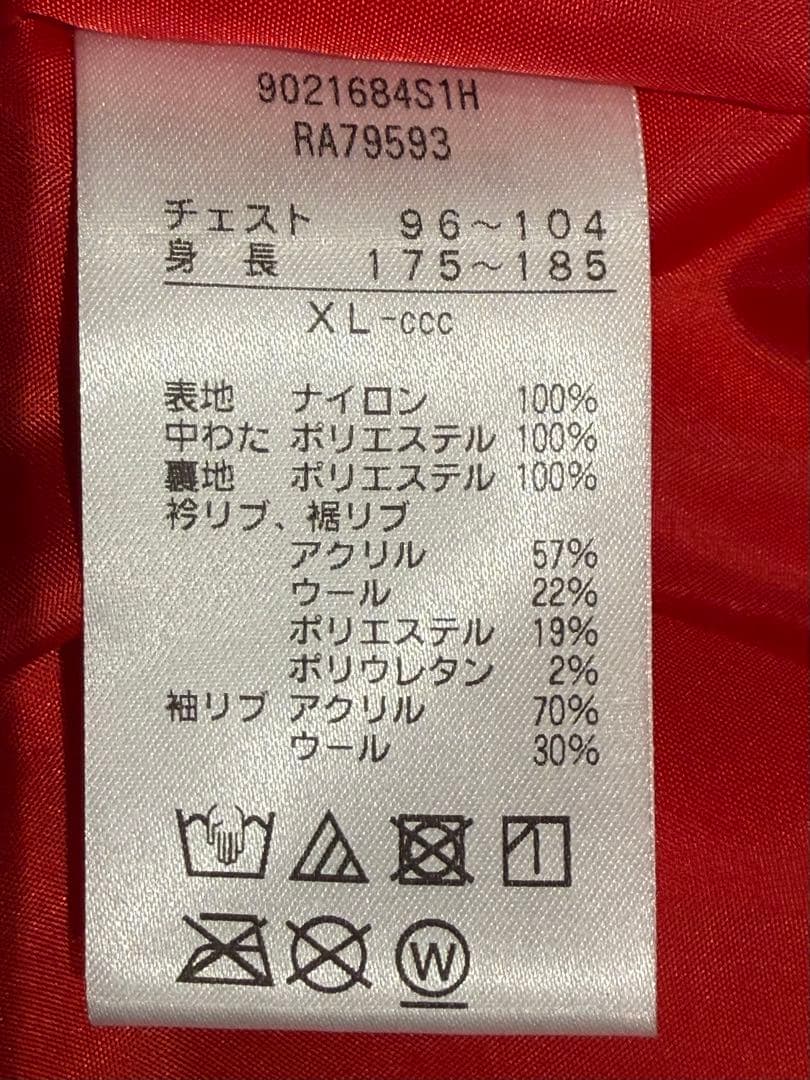 9021684S1H
RA79593
チェスト 96~104
身 長 175~185
XL-ccc
表地 ナイロン 100%
中わた ポリエステル 100%
裏地 ポリエステル 100%
衿リブ、裾リブ
アクリル 57%
ウール 22%
ポリエステル 19%
ポリウレタン 2%
袖リブ アクリル 70%
ウール 30%
W